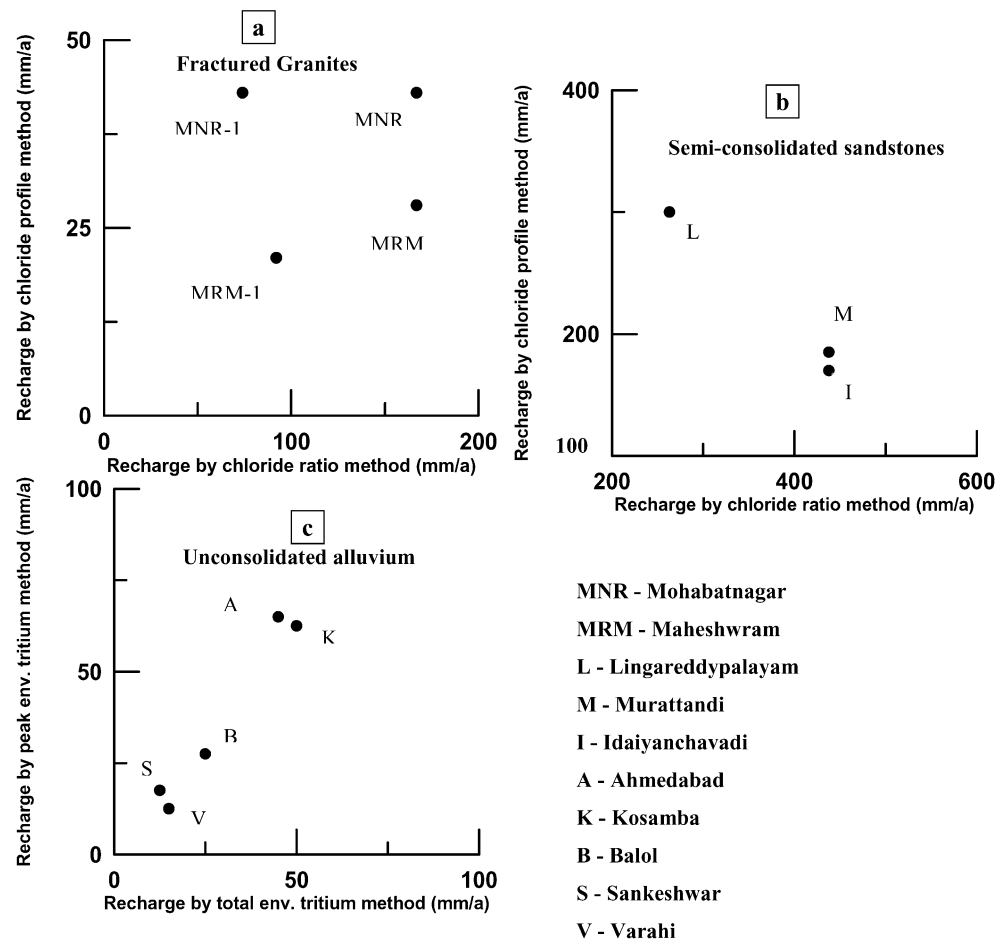 a
Fractured Granites
50
25
0
MNR-1
MNR
MRM
MRM-1
0 100 200
Recharge by chloride profile method (mm/a)
Recharge by chloride ratio method (mm/a)
b
Semi-consolidated sandstones
400
200
100
L
M
I
200 400 600
Recharge by chloride profile method (mm/a)
Recharge by chloride ratio method (mm/a)
c
Unconsolidated alluvium
100
50
0
A
K
B
S
V
0 50 100
Recharge by peak env. tritium method (mm/a)
Recharge by total env. tritium method (mm/a)
MNR - Mohabatnagar
MRM - Maheshwram
L - Lingareddypalayam
M - Murattandi
I - Idaiyanchavadi
A - Ahmedabad
K - Kosamba
B - Balol
S - Sankeshwar
V - Varahi